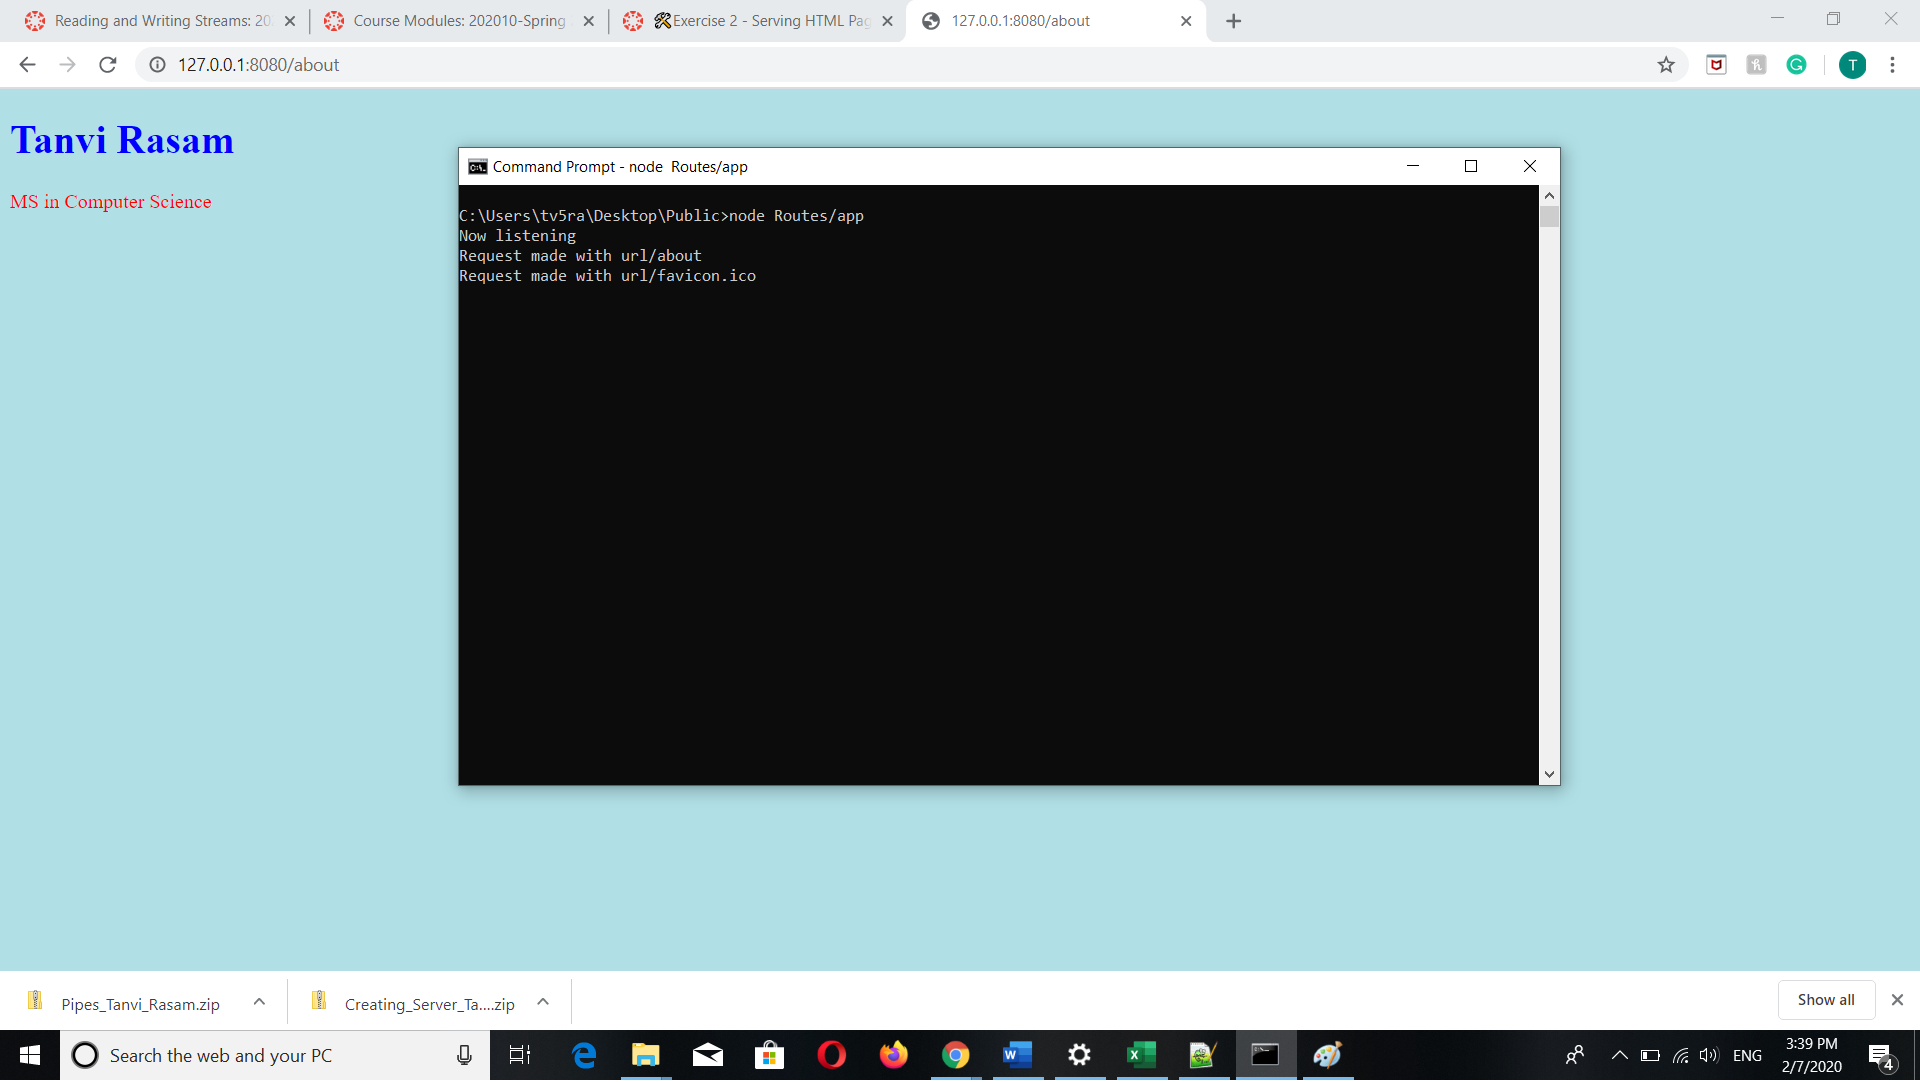 Reading and Writing Streams: 20
Course Modules: 202010-Spring
Exercise 2 - Serving HTML Pag
127.0.0.1:8080/about
127.0.0.1:8080/about
T
Tanvi Rasam
MS in Computer Science
Command Prompt - node  Routes/app
C:\Users\tv5ra\Desktop\Public>node Routes/app
Now listening
Request made with url/about
Request made with url/favicon.ico
Pipes_Tanvi_Rasam.zip
Creating_Server_Ta....zip
Show all
Search the web and your PC
ENG
3:39 PM
2/7/2020
4